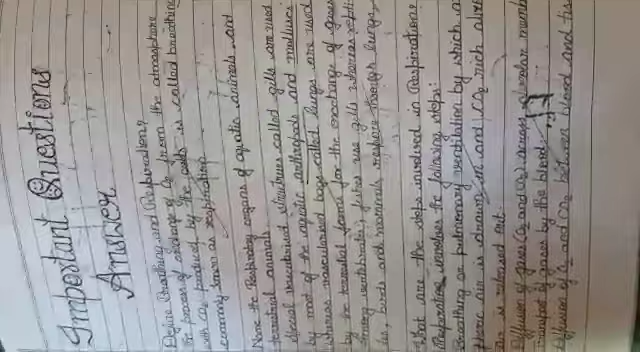 Important Questions
Answer
Define Breathing and Respiration?
the process of exchange of O₂ from the atmosphere
with CO₂ produced by the cells is called breathing
commonly known as respiration.
Name the Respiratory organs of aquatic animals and
terrestrial animals.
Special vascularised structures called gills are used
by most of the aquatic arthropods and molluscs
whereas vascularised bags called lungs are used
by the terrestrial forms for the exchange of gases
Among vertebrates, fishes use gills whereas repti-
les, birds and mammals respire through lungs.
What are the steps involved in Respiration?
Respiration involves the following steps:
Breathing or pulmonary ventilation by which a
pheric air is drawn in and CO₂ rich alve
air is released out.
Diffusion of gases (O₂ and CO₂) across alveolar memb
transport of gases by the blood.
Diffusion of O₂ and CO₂ between blood and tiss